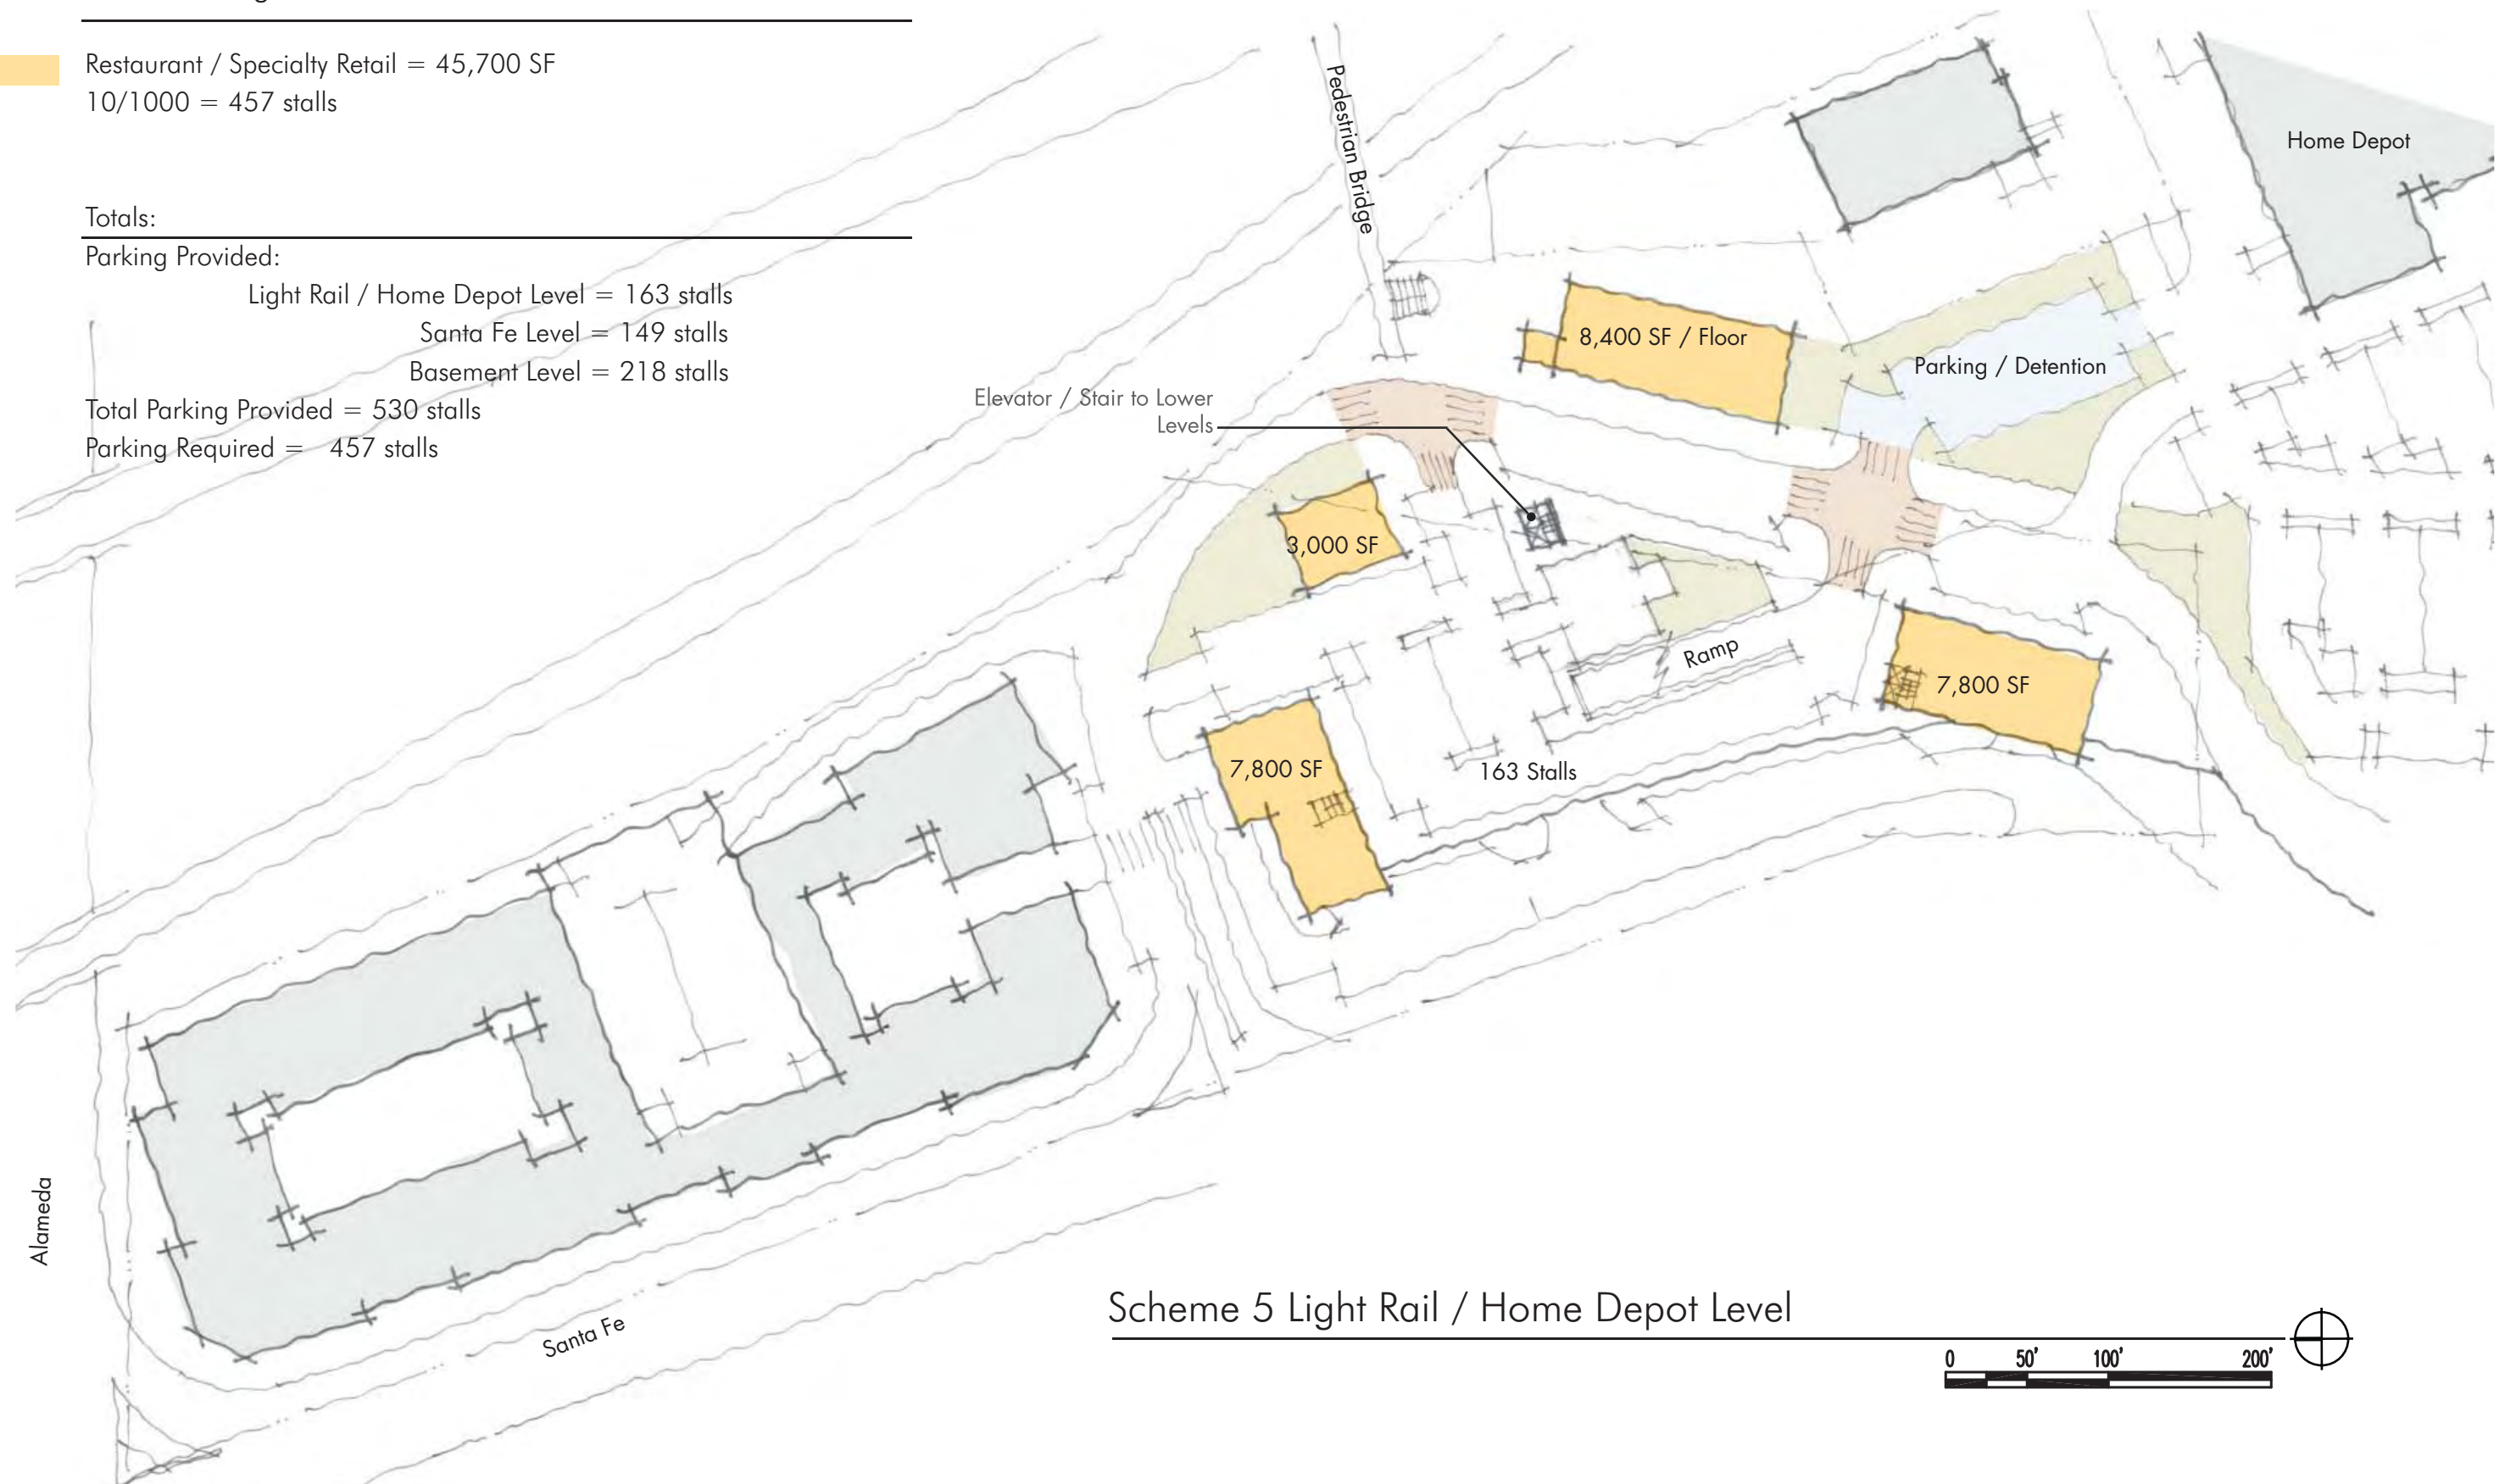 Restaurant / Specialty Retail = 45,700 SF
10/1000 = 457 stalls
Totals:
Parking Provided:
Light Rail / Home Depot Level = 163 stalls
Santa Fe Level = 149 stalls
Basement Level = 218 stalls
Total Parking Provided = 530 stalls
Parking Required = 457 stalls
Pedestrian Bridge
Home Depot
8,400 SF / Floor
Parking / Detention
Elevator / Stair to Lower
Levels
3,000 SF
Ramp
7,800 SF
7,800 SF
163 Stalls
Alameda
Santa Fe
Scheme 5 Light Rail / Home Depot Level
0 50' 100' 200'